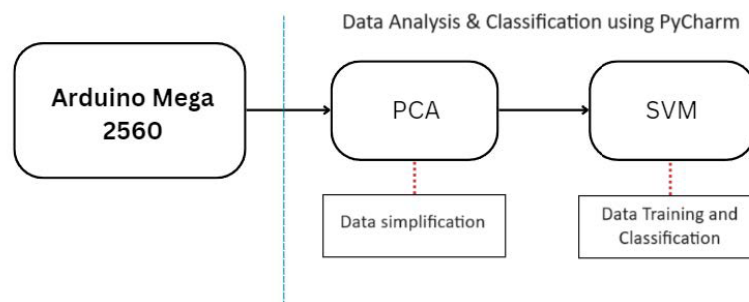 Data Analysis & Classification using PyCharm
Arduino Mega
2560
PCA
SVM
Data simplification
Data Training and
Classification